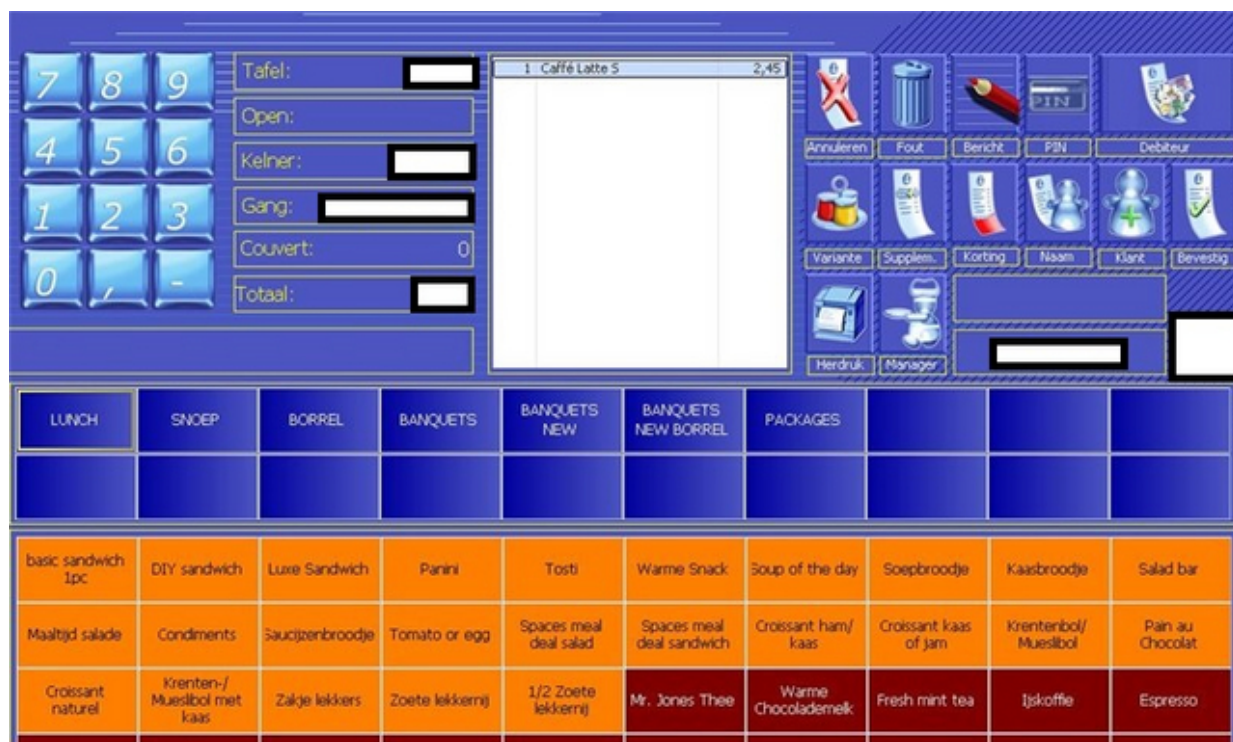 7 8 9
4 5 6
1 2 3
0 , -
Tafel:
Open:
Kelner:
Gang:
Couvert: 0
Totaal:
1 Caffé Latte S 2,45
PIN
Annuleren Fout Bericht PIN Debiteur
Variante Supplem. Korting Naam Klant Bevestig
Herdruk Manager
LUNCH SNOEP BORREL BANQUETS BANQUETS NEW BANQUETS NEW BORREL PACKAGES
basic sandwich 1pc DIY sandwich Luxe Sandwich Panini Tosti Warme Snack Soup of the day Soepbroodje Kaasbroodje Salad bar
Maaltijd salade Condiments Saucijzenbroodje Tomato or egg Spaces meal deal salad Spaces meal deal sandwich Croissant ham/ kaas Croissant kaas of jam Krentenbol/ Mueslibol Pain au Chocolat
Croissant naturel Krenten-/ Mueslibol met kaas Zakje lekkers Zoete lekkernij 1/2 Zoete lekkernij Mr. Jones Thee Warme Chocolademelk Fresh mint tea Ijskoffie Espresso